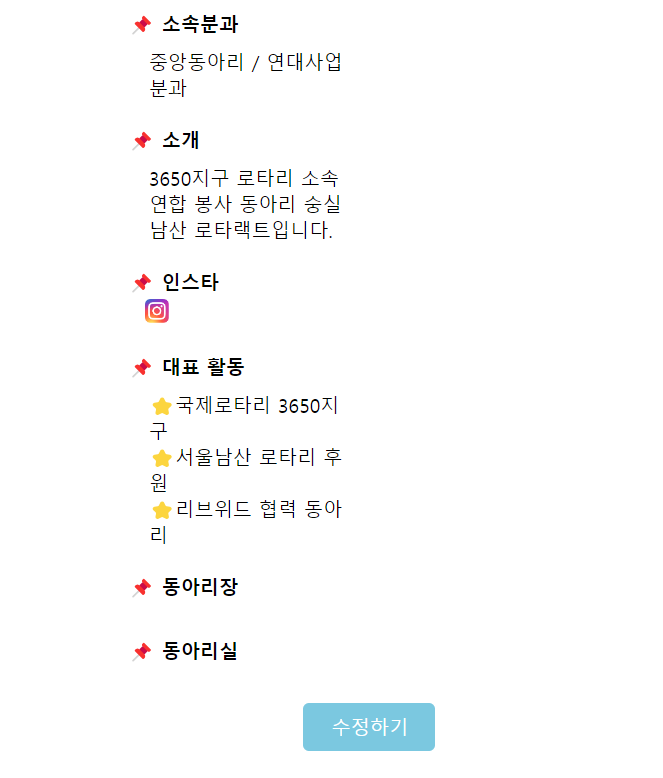 📌 소속분과
중앙동아리 / 연대사업
분과
📌 소개
3650지구 로타리 소속
연합 봉사 동아리 숭실
남산 로타랙트입니다.
📌 인스타
📌 대표 활동
⭐국제로타리 3650지
구
⭐서울남산 로타리 후
원
⭐리브위드 협력 동아
리
📌 동아리장
📌 동아리실
수정하기